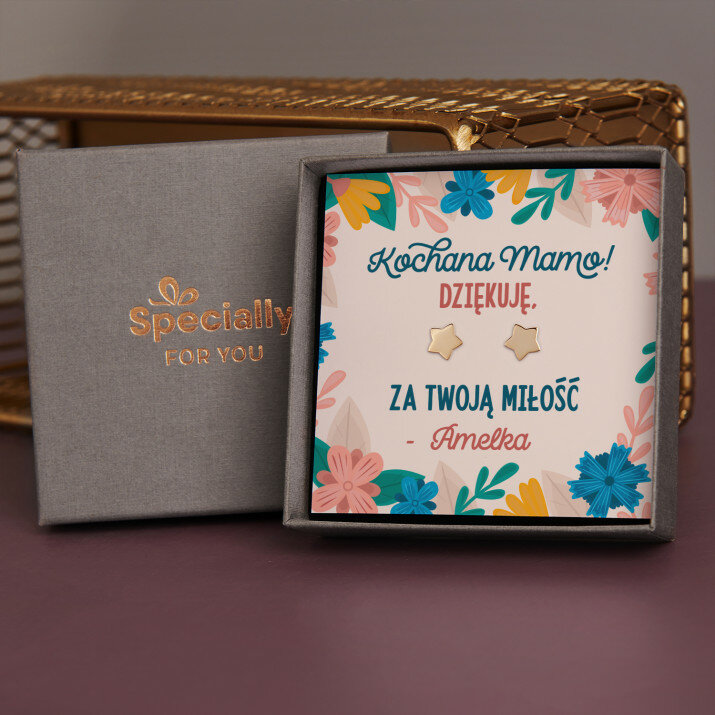 Specially
FOR YOU
Kochana Mamo!
DZIĘKUJĘ,
ZA TWOJĄ MIŁOŚĆ
- Amelka